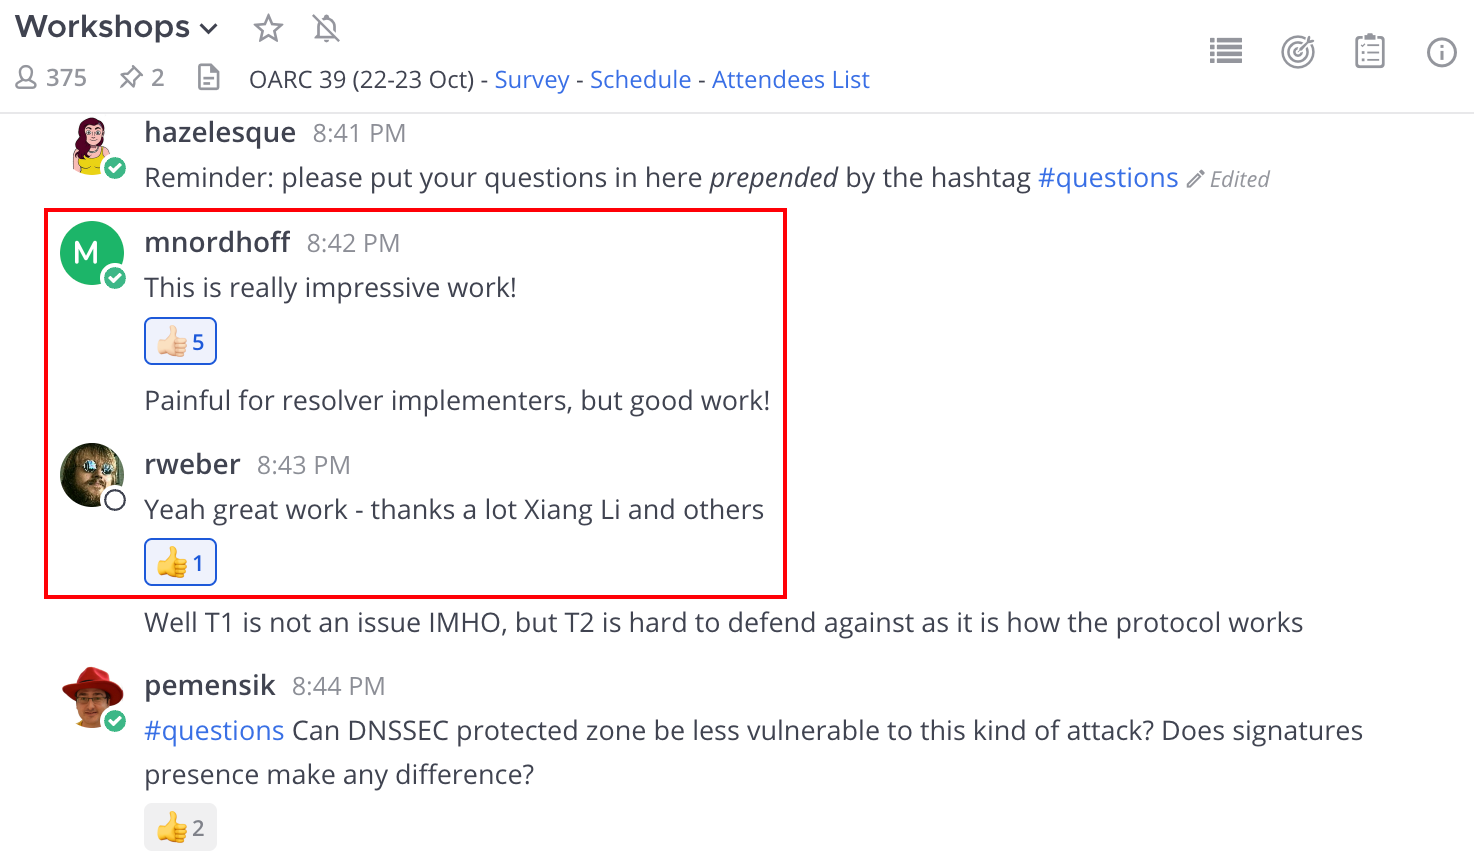 Workshops
375 2 OARC 39 (22-23 Oct) - Survey - Schedule - Attendees List
hazelesque 8:41 PM
Reminder: please put your questions in here prepended by the hashtag #questions Edited
M
mnordhoff 8:42 PM
This is really impressive work!
5
Painful for resolver implementers, but good work!
rweber 8:43 PM
Yeah great work - thanks a lot Xiang Li and others
1
Well T1 is not an issue IMHO, but T2 is hard to defend against as it is how the protocol works
pemensik 8:44 PM
#questions Can DNSSEC protected zone be less vulnerable to this kind of attack? Does signatures
presence make any difference?
2